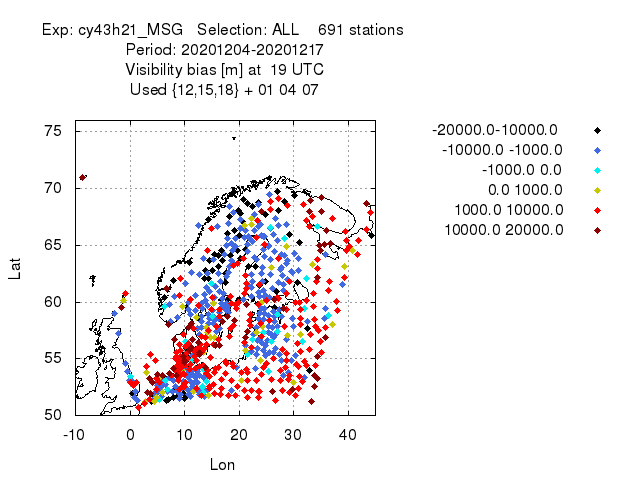 Exp: cy43h21_MSG   Selection: ALL    691 stations
Period: 20201204-20201217
Visibility bias [m] at  19 UTC
Used {12,15,18} + 01 04 07
-20000.0-10000.0
-10000.0 -1000.0
-1000.0 0.0
0.0 1000.0
1000.0 10000.0
10000.0 20000.0
75
70
65
60
55
50
Lat
-10 0 10 20 30 40
Lon